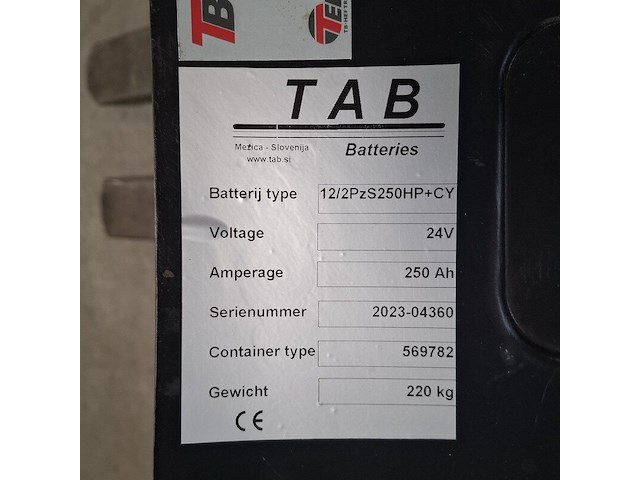 TAB
Mežica - Slovenija
www.tab.si
Batteries
Batterij type 12/2PzS250HP+CY
Voltage 24V
Amperage 250 Ah
Serienummer 2023-04360
Container type 569782
Gewicht 220 kg
CE